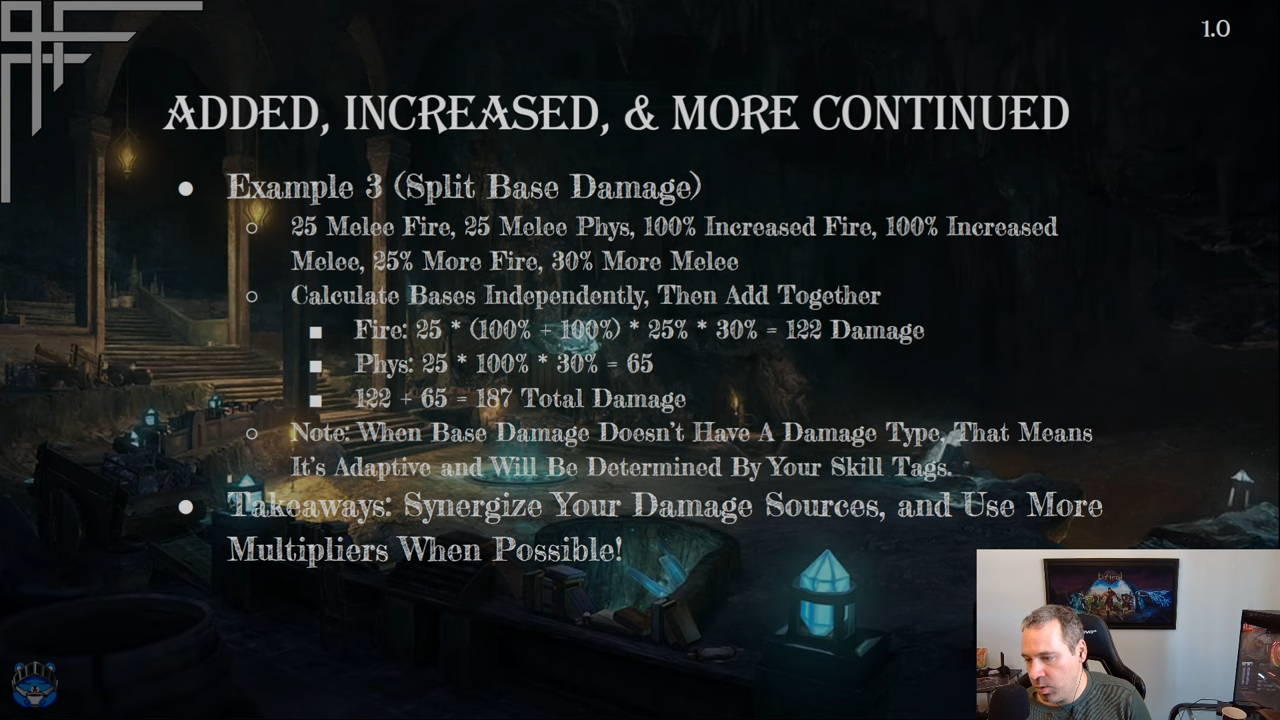 1.0
ADDED, INCREASED, & MORE CONTINUED
● Example 3 (Split Base Damage)
○ 25 Melee Fire, 25 Melee Phys, 100% Increased Fire, 100% Increased
Melee, 25% More Fire, 30% More Melee
○ Calculate Bases Independently, Then Add Together
■ Fire: 25 * (100% + 100%) * 25% * 30% = 122 Damage
■ Phys: 25 * 100% * 30% = 65
■ 122 + 65 = 187 Total Damage
○ Note: When Base Damage Doesn't Have A Damage Type, That Means
It's Adaptive and Will Be Determined By Your Skill Tags.
● Takeaways: Synergize Your Damage Sources, and Use More
Multipliers When Possible!